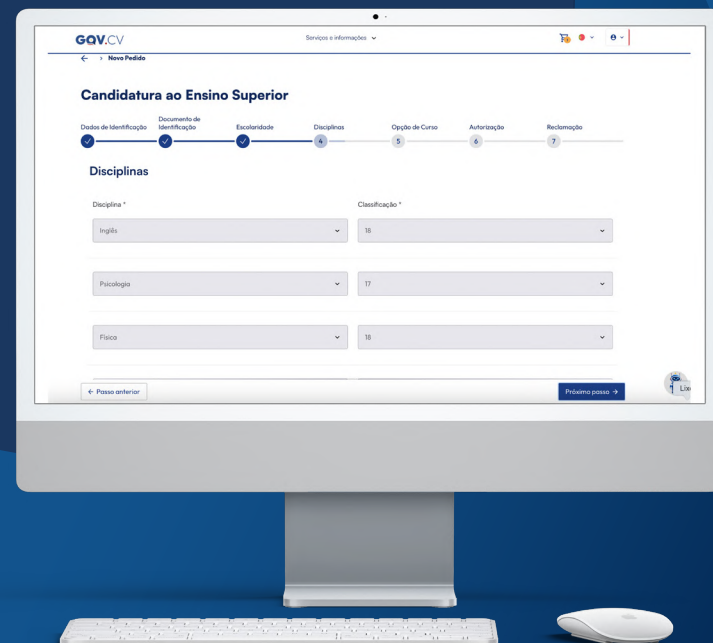 GOV.CV
Serviços e informações
Novo Pedido
Candidatura ao Ensino Superior
Dados de Identificação
Documento de Identificação
Escolaridade
Disciplinas
Opção de Curso
Autorização
Reclamação
4
5
6
7
Disciplinas
Disciplina *
Classificação *
Inglês
18
Psicologia
17
Física
18
← Passo anterior
Próximo passo →